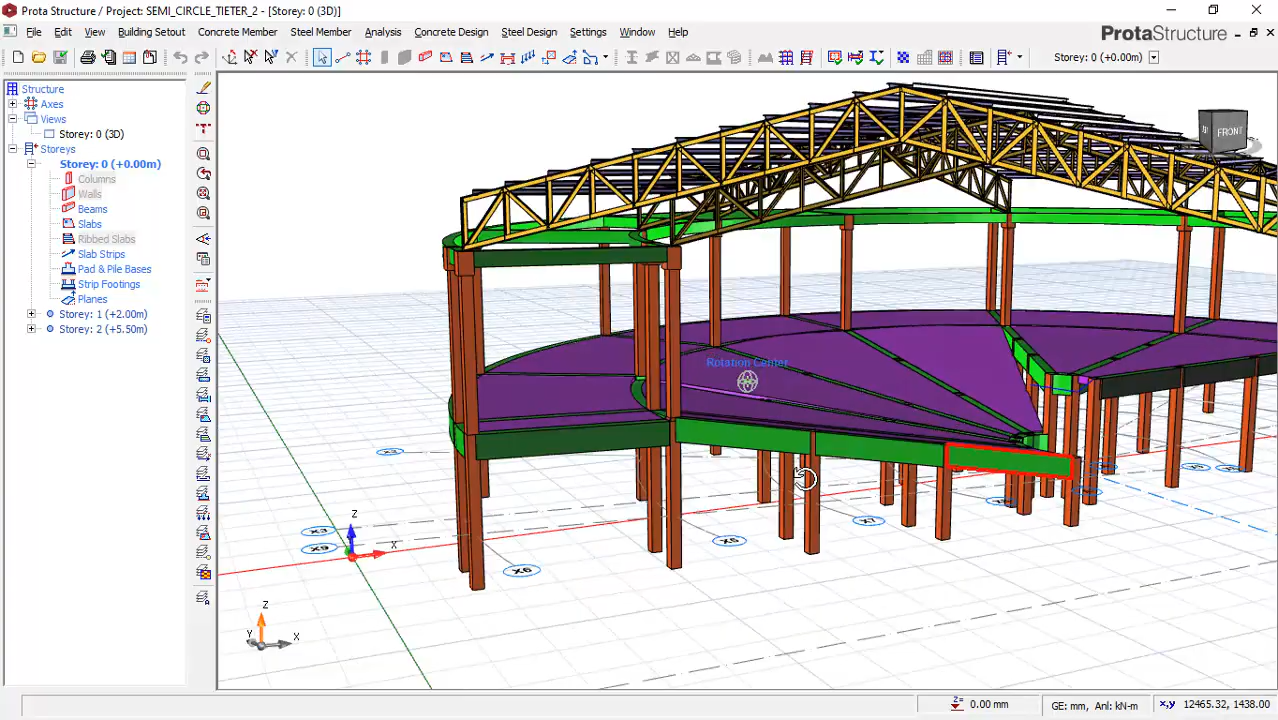 Prota Structure / Project: SEMI_CIRCLE_TIETER_2 - [Storey: 0 (3D)]
File Edit View Building Setout Concrete Member Steel Member Analysis Concrete Design Steel Design Settings Window Help
ProtaStructure
Storey: 0 (+0.00m)
Structure
Axes
Views
Storey: 0 (3D)
Storeys
Storey: 0 (+0.00m)
Columns
Walls
Beams
Slabs
Ribbed Slabs
Slab Strips
Pad & Pile Bases
Strip Footings
Planes
Storey: 1 (+2.00m)
Storey: 2 (+5.50m)
FRONT
Rotation Center
Z
X
X3
X9
X6
X5
X7
Z
Y
X
Z= 0.00 mm
GE: mm, Anl: kN-m
x,y 12465.32, 1438.00